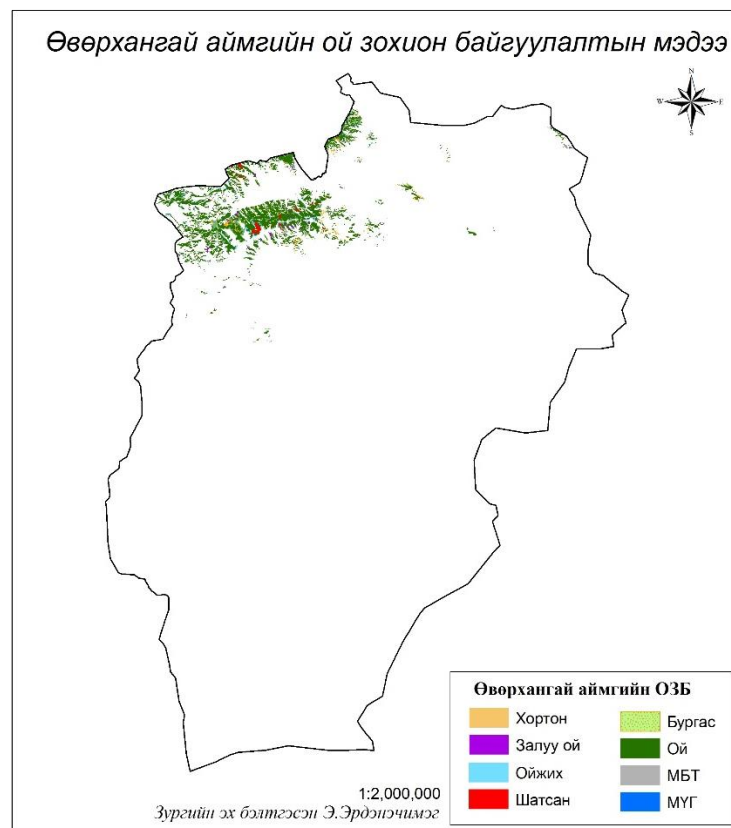 Өвөрхангай аймгийн ой зохион байгуулалтын мэдээ
N
W E
S
Өвөрхангай аймгийн ОЗБ
Хортон
Залуу ой
Ойжих
Шатсан
Бургас
Ой
МБТ
МҮГ
1:2,000,000
Зургийн эх бэлтгэсэн Э.Эрдэнэчимэг